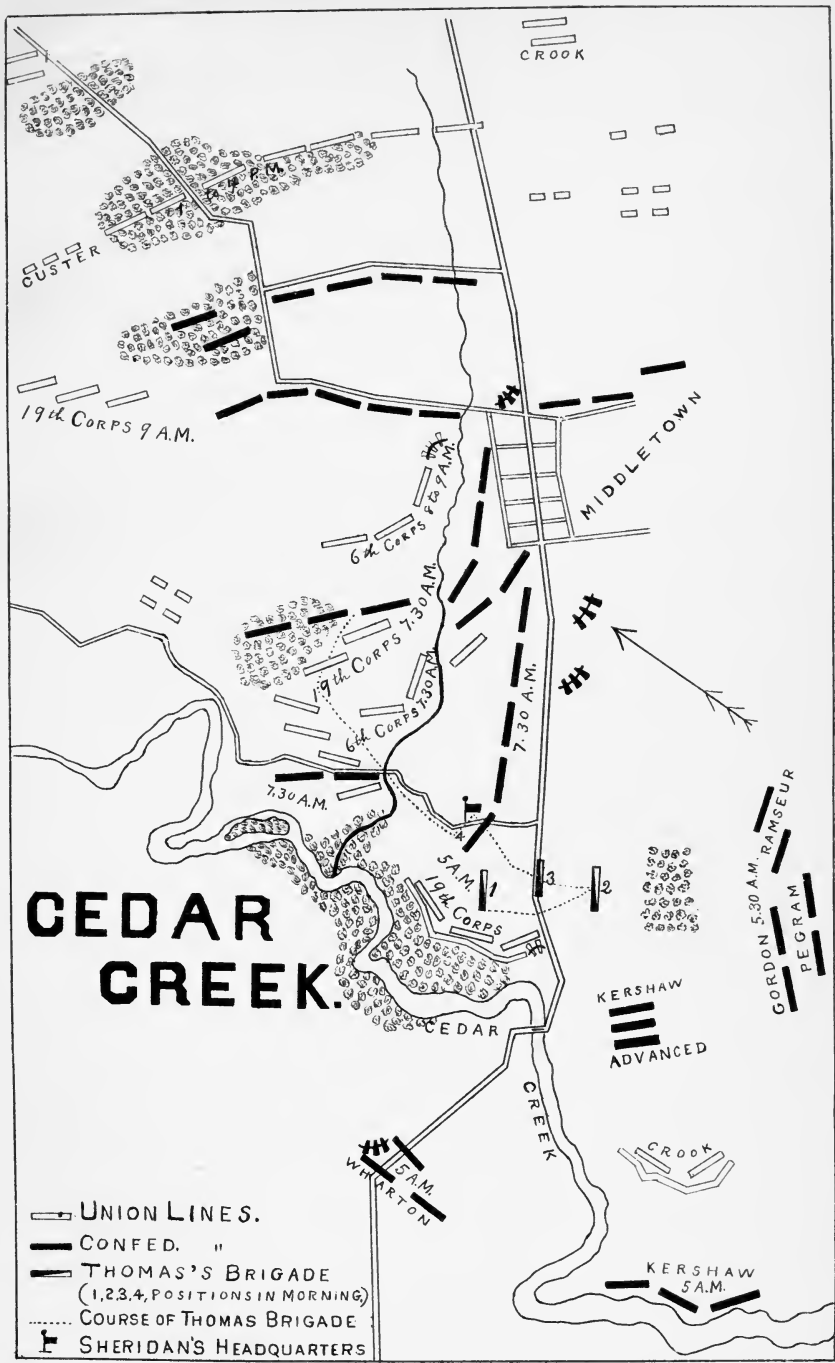 CROOK
10 to 4 P.M.
CUSTER
19th CORPS 9 A.M.
MIDDLETOWN
6th CORPS 8 to 9 A.M.
19th CORPS 7.30 A.M.
6th CORPS 7.30 A.M.
7.30 A.M.
7.30 A.M.
5 A.M.
19th CORPS
1
3
2
GORDON 5.30 A.M. RAMSEUR
PEGRAM
CEDAR
CREEK.
KERSHAW
ADVANCED
CEDAR
CREEK
CROOK
WHARTON
5 A.M.
KERSHAW
5 A.M.
UNION LINES.
CONFED. "
THOMAS'S BRIGADE
(1,2,3,4, POSITIONS IN MORNING,)
COURSE OF THOMAS BRIGADE
SHERIDAN'S HEADQUARTERS